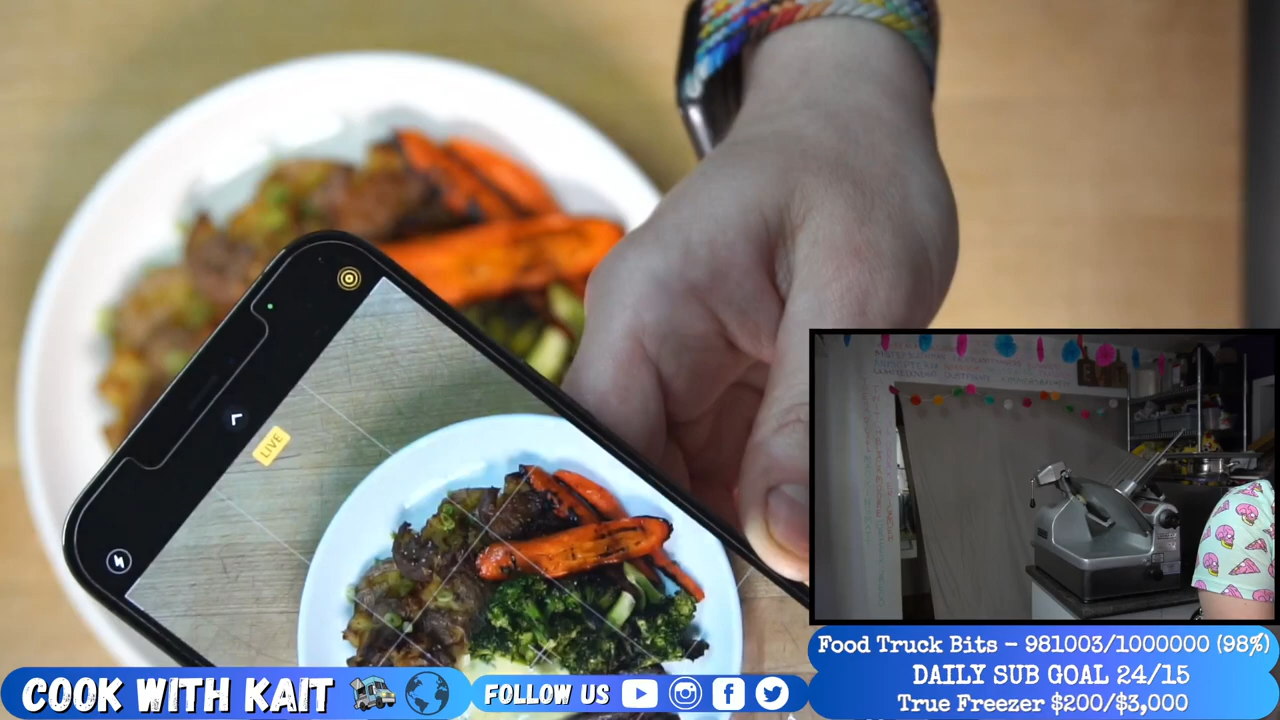 LIVE
Food Truck Bits - 981003/1000000 (98%)
DAILY SUB GOAL 24/15
True Freezer $200/$3,000
COOK WITH KAIT
FOLLOW US